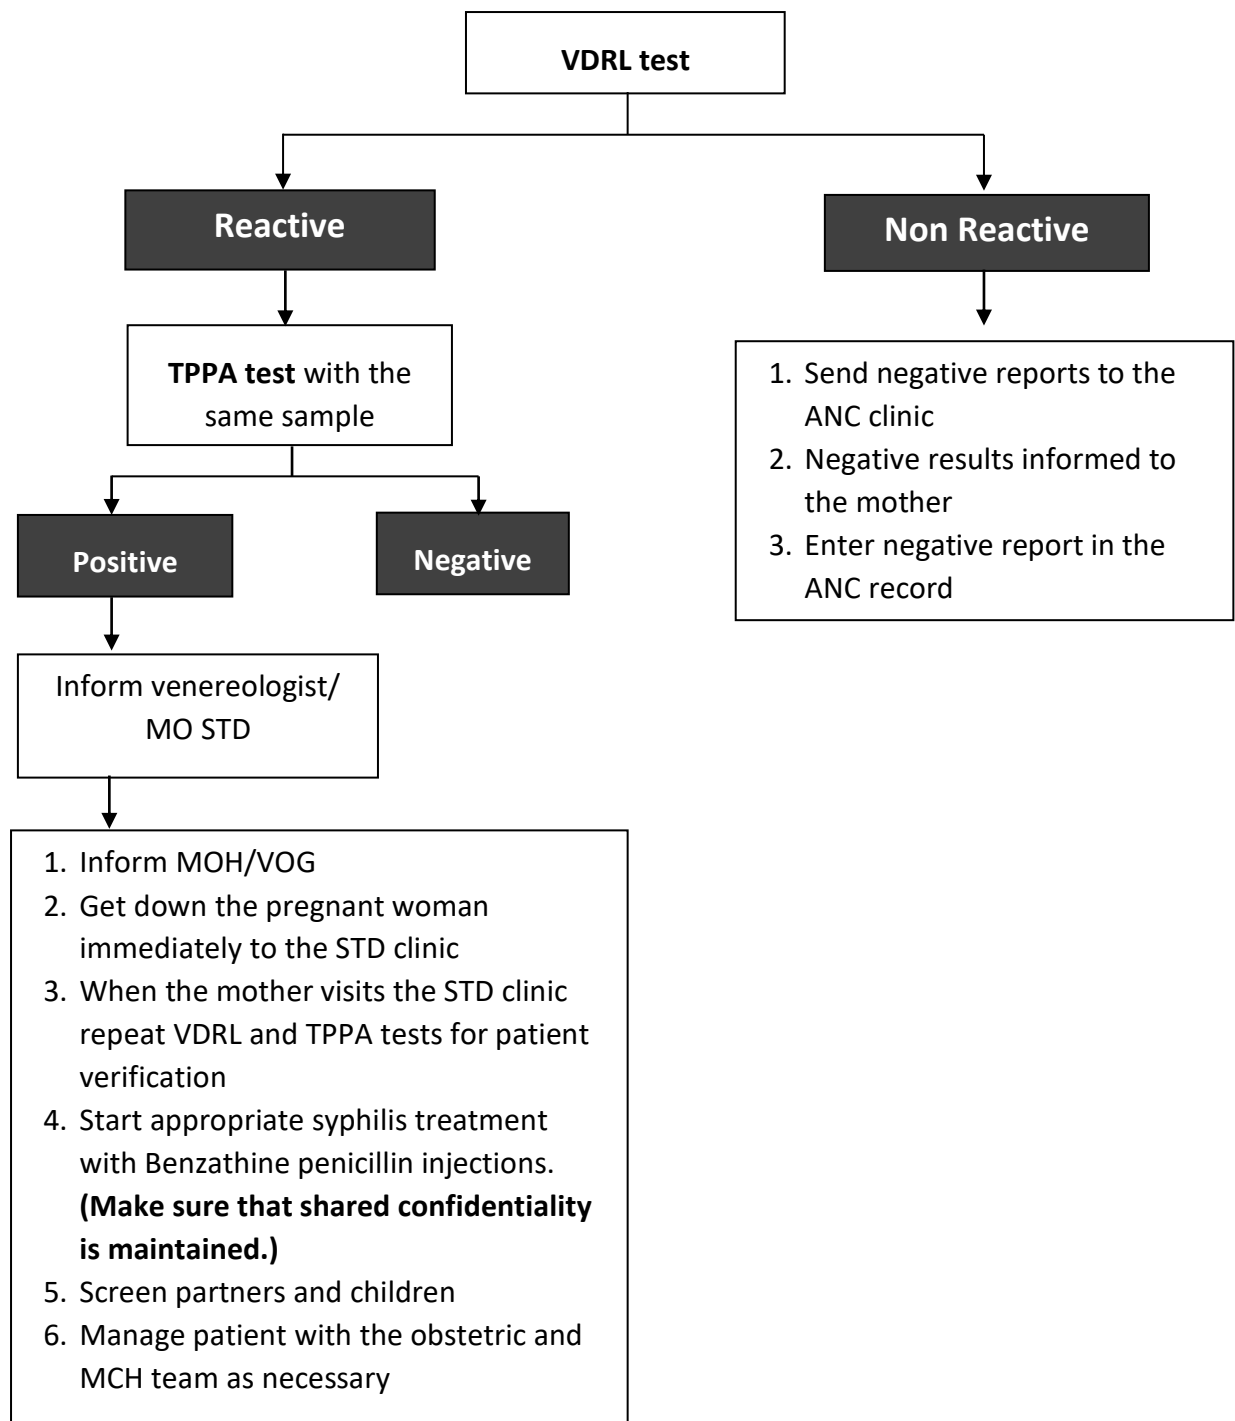 VDRL test
Reactive
Non Reactive
TPPA test with the
same sample
1. Send negative reports to the
ANC clinic
2. Negative results informed to
the mother
3. Enter negative report in the
ANC record
Positive
Negative
Inform venereologist/
MO STD
1. Inform MOH/VOG
2. Get down the pregnant woman
immediately to the STD clinic
3. When the mother visits the STD clinic
repeat VDRL and TPPA tests for patient
verification
4. Start appropriate syphilis treatment
with Benzathine penicillin injections.
(Make sure that shared confidentiality
is maintained.)
5. Screen partners and children
6. Manage patient with the obstetric and
MCH team as necessary